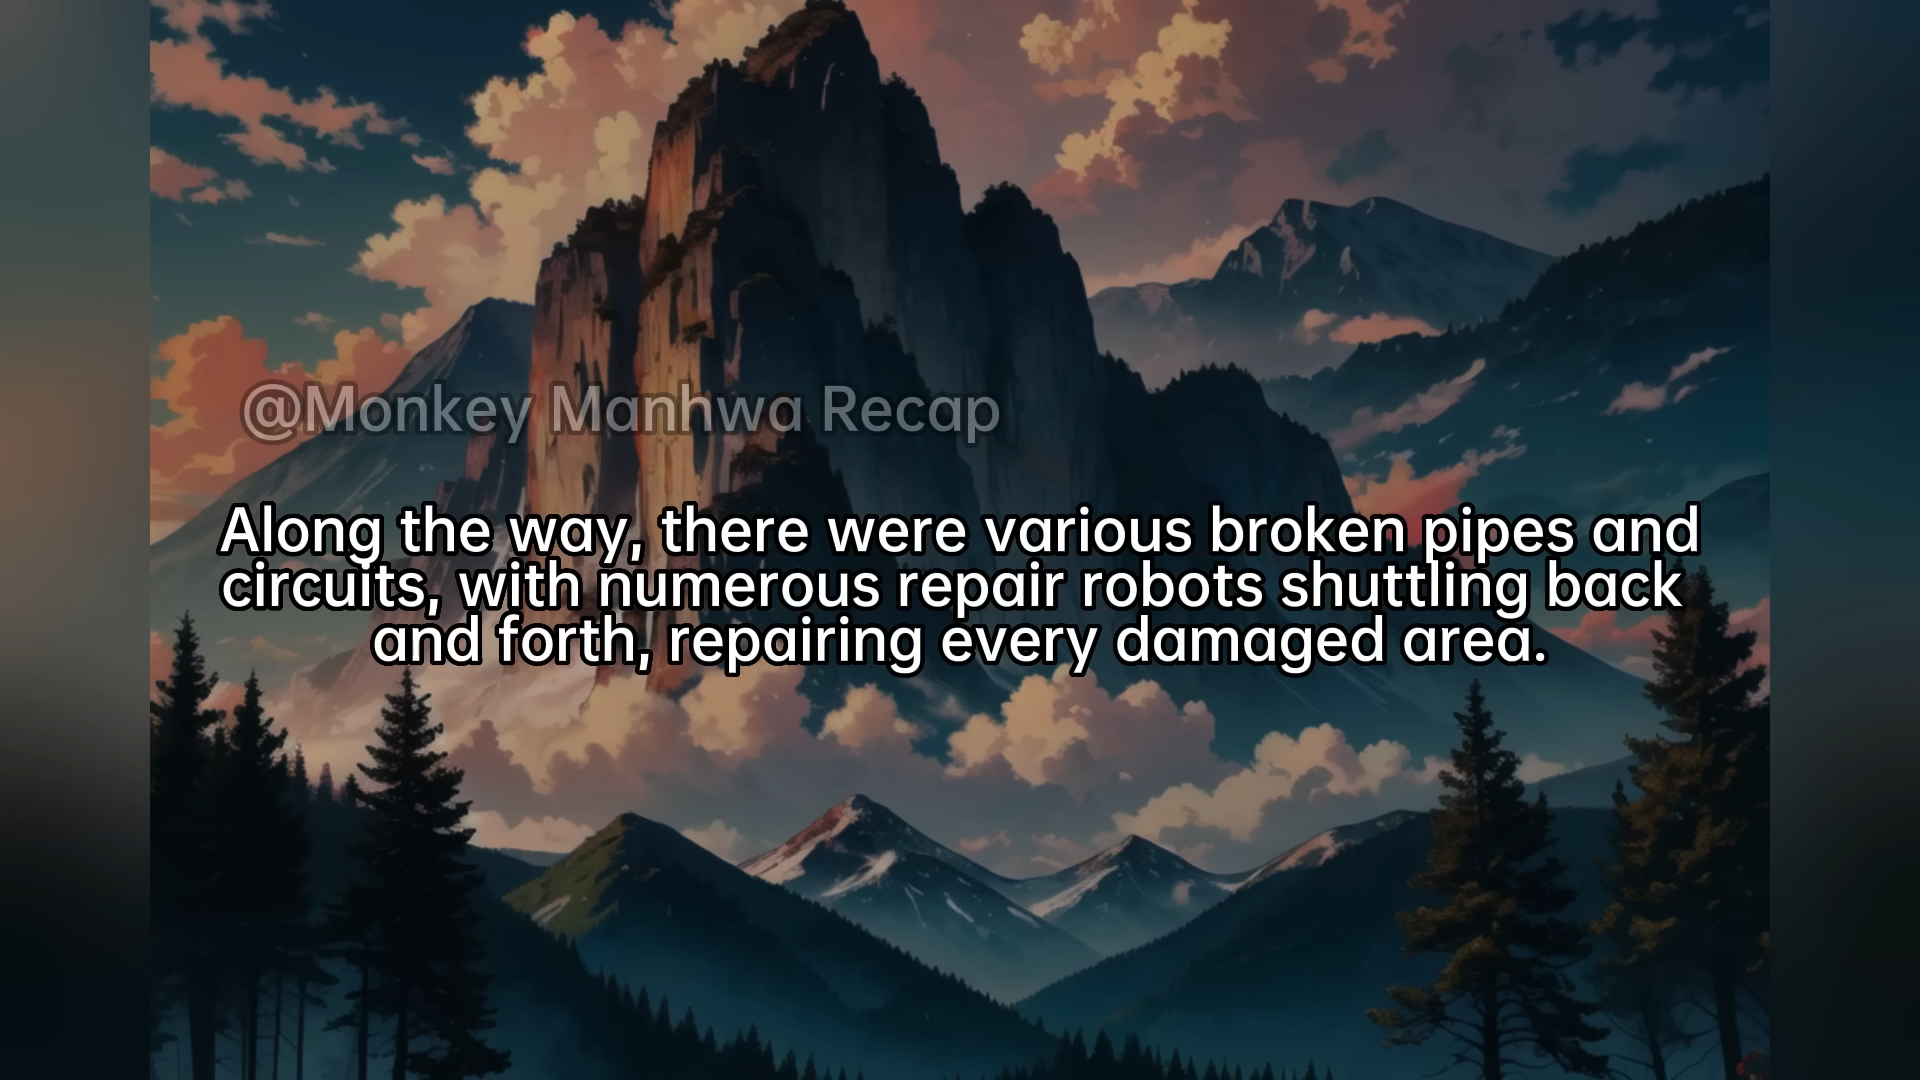 @Monkey Manhwa Recap
Along the way, there were various broken pipes and
circuits, with numerous repair robots shuttling back
and forth, repairing every damaged area.